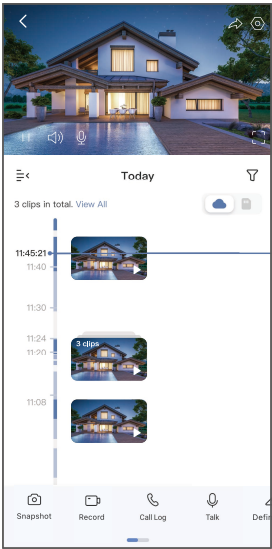 Today
3 clips in total. View All
11:45:21
11:40
11:30
11:24
3 clips
11:20
11:08
Snapshot
Record
Call Log
Talk
Defin